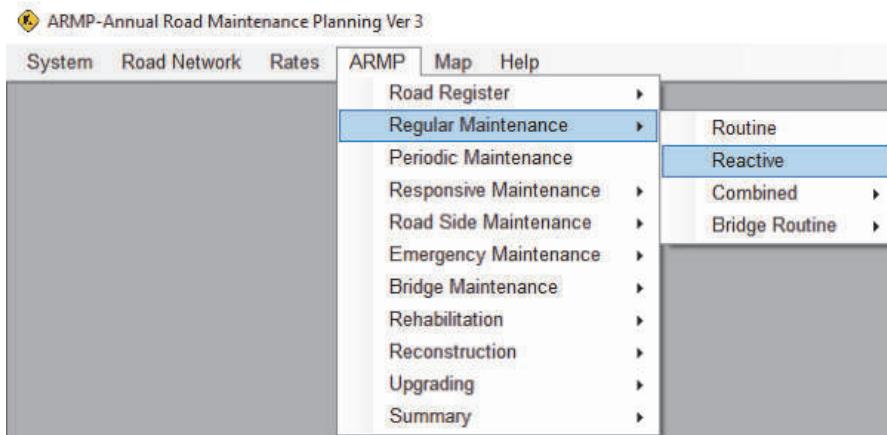 ARMP-Annual Road Maintenance Planning Ver 3
System Road Network Rates ARMP Map Help
Road Register
Regular Maintenance Routine
Periodic Maintenance Reactive
Responsive Maintenance Combined
Road Side Maintenance Bridge Routine
Emergency Maintenance
Bridge Maintenance
Rehabilitation
Reconstruction
Upgrading
Summary